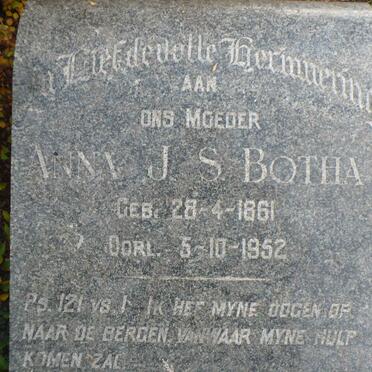 In Liefdevolle Herinnering
AAN
ONS MOEDER
ANNA J. S. BOTHA
GEB. 28-4-1861
OORL. 5-10-1952
PS. 121 VS. 1. IK HEF MYNE OOGEN OP
NAAR DE BERGEN, VANWAAR MYNE HULP
KOMEN ZAL